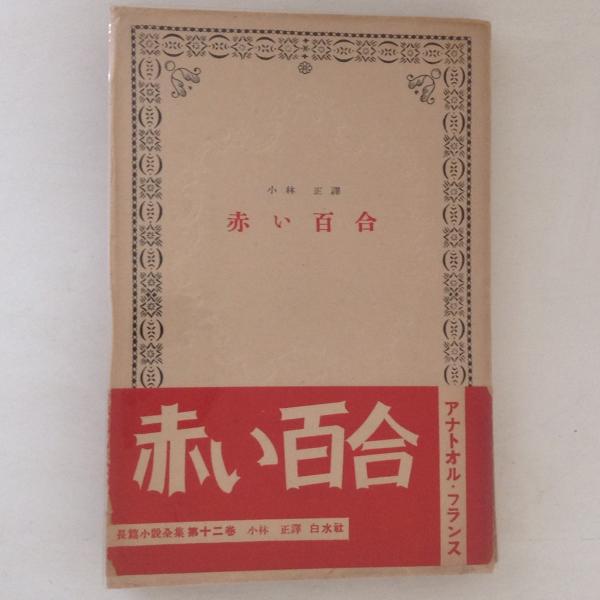 小林 正譯
赤い百合
赤い百合
アナトオル・フランス
長篇小説全集 第十二巻 小林 正譯 白水社